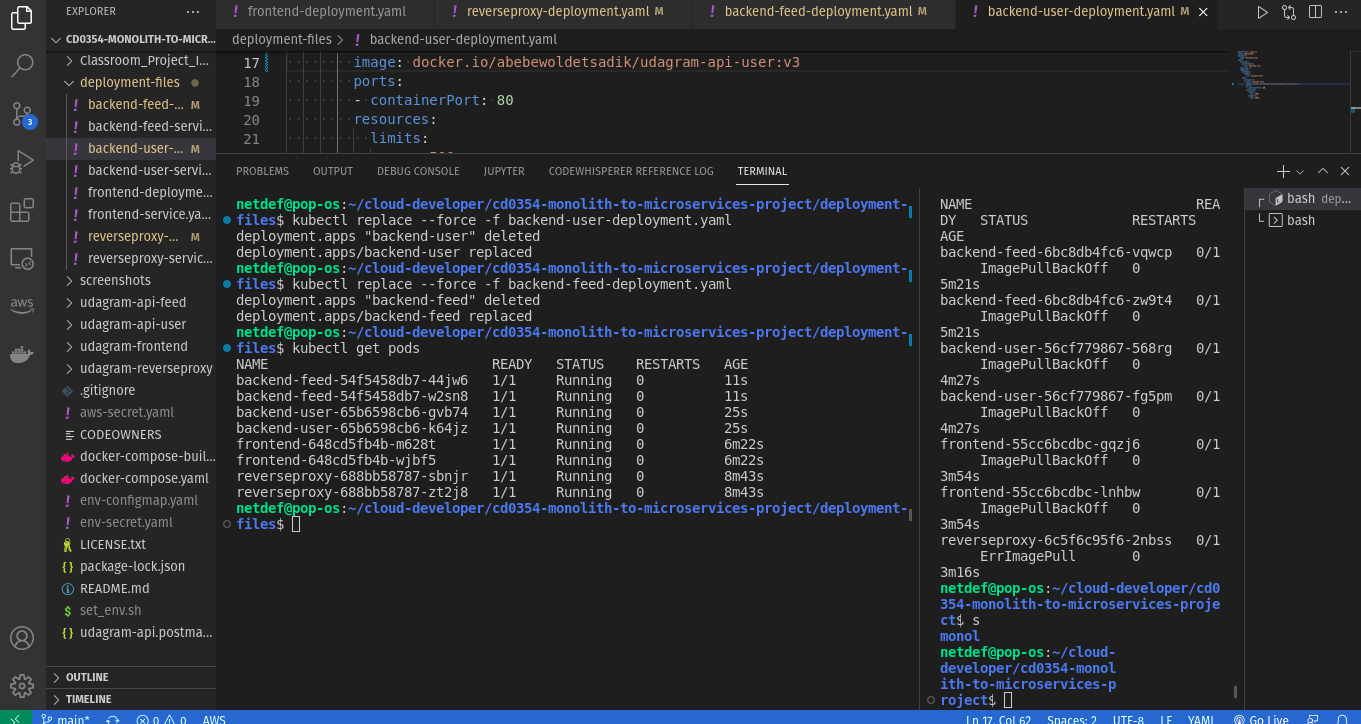 EXPLORER
CD0354-MONOLITH-TO-MICR...
Classroom_Project_I...
deployment-files
backend-feed-... M
backend-feed-servi...
backend-user-... M
backend-user-servi...
frontend-deployme...
frontend-service.ya...
reverseproxy-... M
reverseproxy-servic...
screenshots
udagram-api-feed
udagram-api-user
udagram-frontend
udagram-reverseproxy
.gitignore
aws-secret.yaml
CODEOWNERS
docker-compose-buil...
docker-compose.yaml
env-configmap.yaml
env-secret.yaml
LICENSE.txt
package-lock.json
README.md
set_env.sh
udagram-api.postma...
OUTLINE
TIMELINE
3
aws
frontend-deployment.yaml
reverseproxy-deployment.yaml M
backend-feed-deployment.yaml M
backend-user-deployment.yaml M
deployment-files > backend-user-deployment.yaml
17 image: docker.io/abebewoldetsadik/udagram-api-user:v3
18 ports:
19 - containerPort: 80
20 resources:
21 limits:
PROBLEMS OUTPUT DEBUG CONSOLE JUPYTER CODEWHISPERER REFERENCE LOG TERMINAL
netdef@pop-os:~/cloud-developer/cd0354-monolith-to-microservices-project/deployment-
files$ kubectl replace --force -f backend-user-deployment.yaml
deployment.apps "backend-user" deleted
deployment.apps/backend-user replaced
netdef@pop-os:~/cloud-developer/cd0354-monolith-to-microservices-project/deployment-
files$ kubectl replace --force -f backend-feed-deployment.yaml
deployment.apps "backend-feed" deleted
deployment.apps/backend-feed replaced
netdef@pop-os:~/cloud-developer/cd0354-monolith-to-microservices-project/deployment-
files$ kubectl get pods
NAME READY STATUS RESTARTS AGE
backend-feed-54f5458db7-44jw6 1/1 Running 0 11s
backend-feed-54f5458db7-w2sn8 1/1 Running 0 11s
backend-user-65b6598cb6-gvb74 1/1 Running 0 25s
backend-user-65b6598cb6-k64jz 1/1 Running 0 25s
frontend-648cd5fb4b-m628t 1/1 Running 0 6m22s
frontend-648cd5fb4b-wjbf5 1/1 Running 0 6m22s
reverseproxy-688bb58787-sbnjr 1/1 Running 0 8m43s
reverseproxy-688bb58787-zt2j8 1/1 Running 0 8m43s
netdef@pop-os:~/cloud-developer/cd0354-monolith-to-microservices-project/deployment-
files$
NAME REA
DY STATUS RESTARTS
AGE
backend-feed-6bc8db4fc6-vqwcp 0/1
ImagePullBackOff 0
5m21s
backend-feed-6bc8db4fc6-zw9t4 0/1
ImagePullBackOff 0
5m21s
backend-user-56cf779867-568rg 0/1
ImagePullBackOff 0
4m27s
backend-user-56cf779867-fg5pm 0/1
ImagePullBackOff 0
4m27s
frontend-55cc6bcdbc-gqzj6 0/1
ImagePullBackOff 0
3m54s
frontend-55cc6bcdbc-lnhbw 0/1
ImagePullBackOff 0
3m54s
reverseproxy-6c5f6c95f6-2nbss 0/1
ErrImagePull 0
3m16s
netdef@pop-os:~/cloud-developer/cd0
354-monolith-to-microservices-proje
ct$ s
monol
netdef@pop-os:~/cloud-
developer/cd0354-monol
ith-to-microservices-p
roject$
bash dep...
bash
main* 0 0 AWS
Ln 17, Col 62 Spaces: 2 UTF-8 LF YAML Go Live